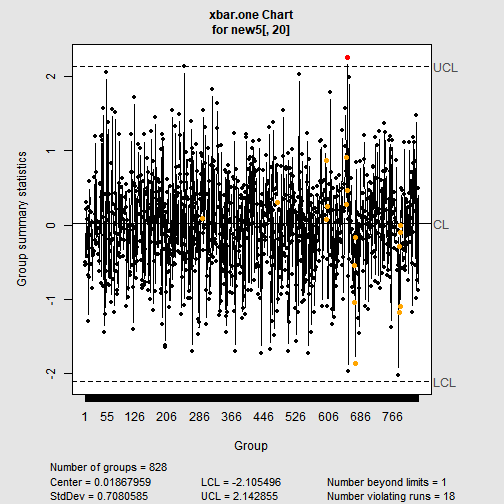 xbar.one Chart
for new5[, 20]
UCL
CL
LCL
Group summary statistics
2
1
0
-1
-2
1 55 126 206 286 366 446 526 606 686 766
Group
Number of groups = 828
Center = 0.01867959 LCL = -2.105496 Number beyond limits = 1
StdDev = 0.7080585 UCL = 2.142855 Number violating runs = 18